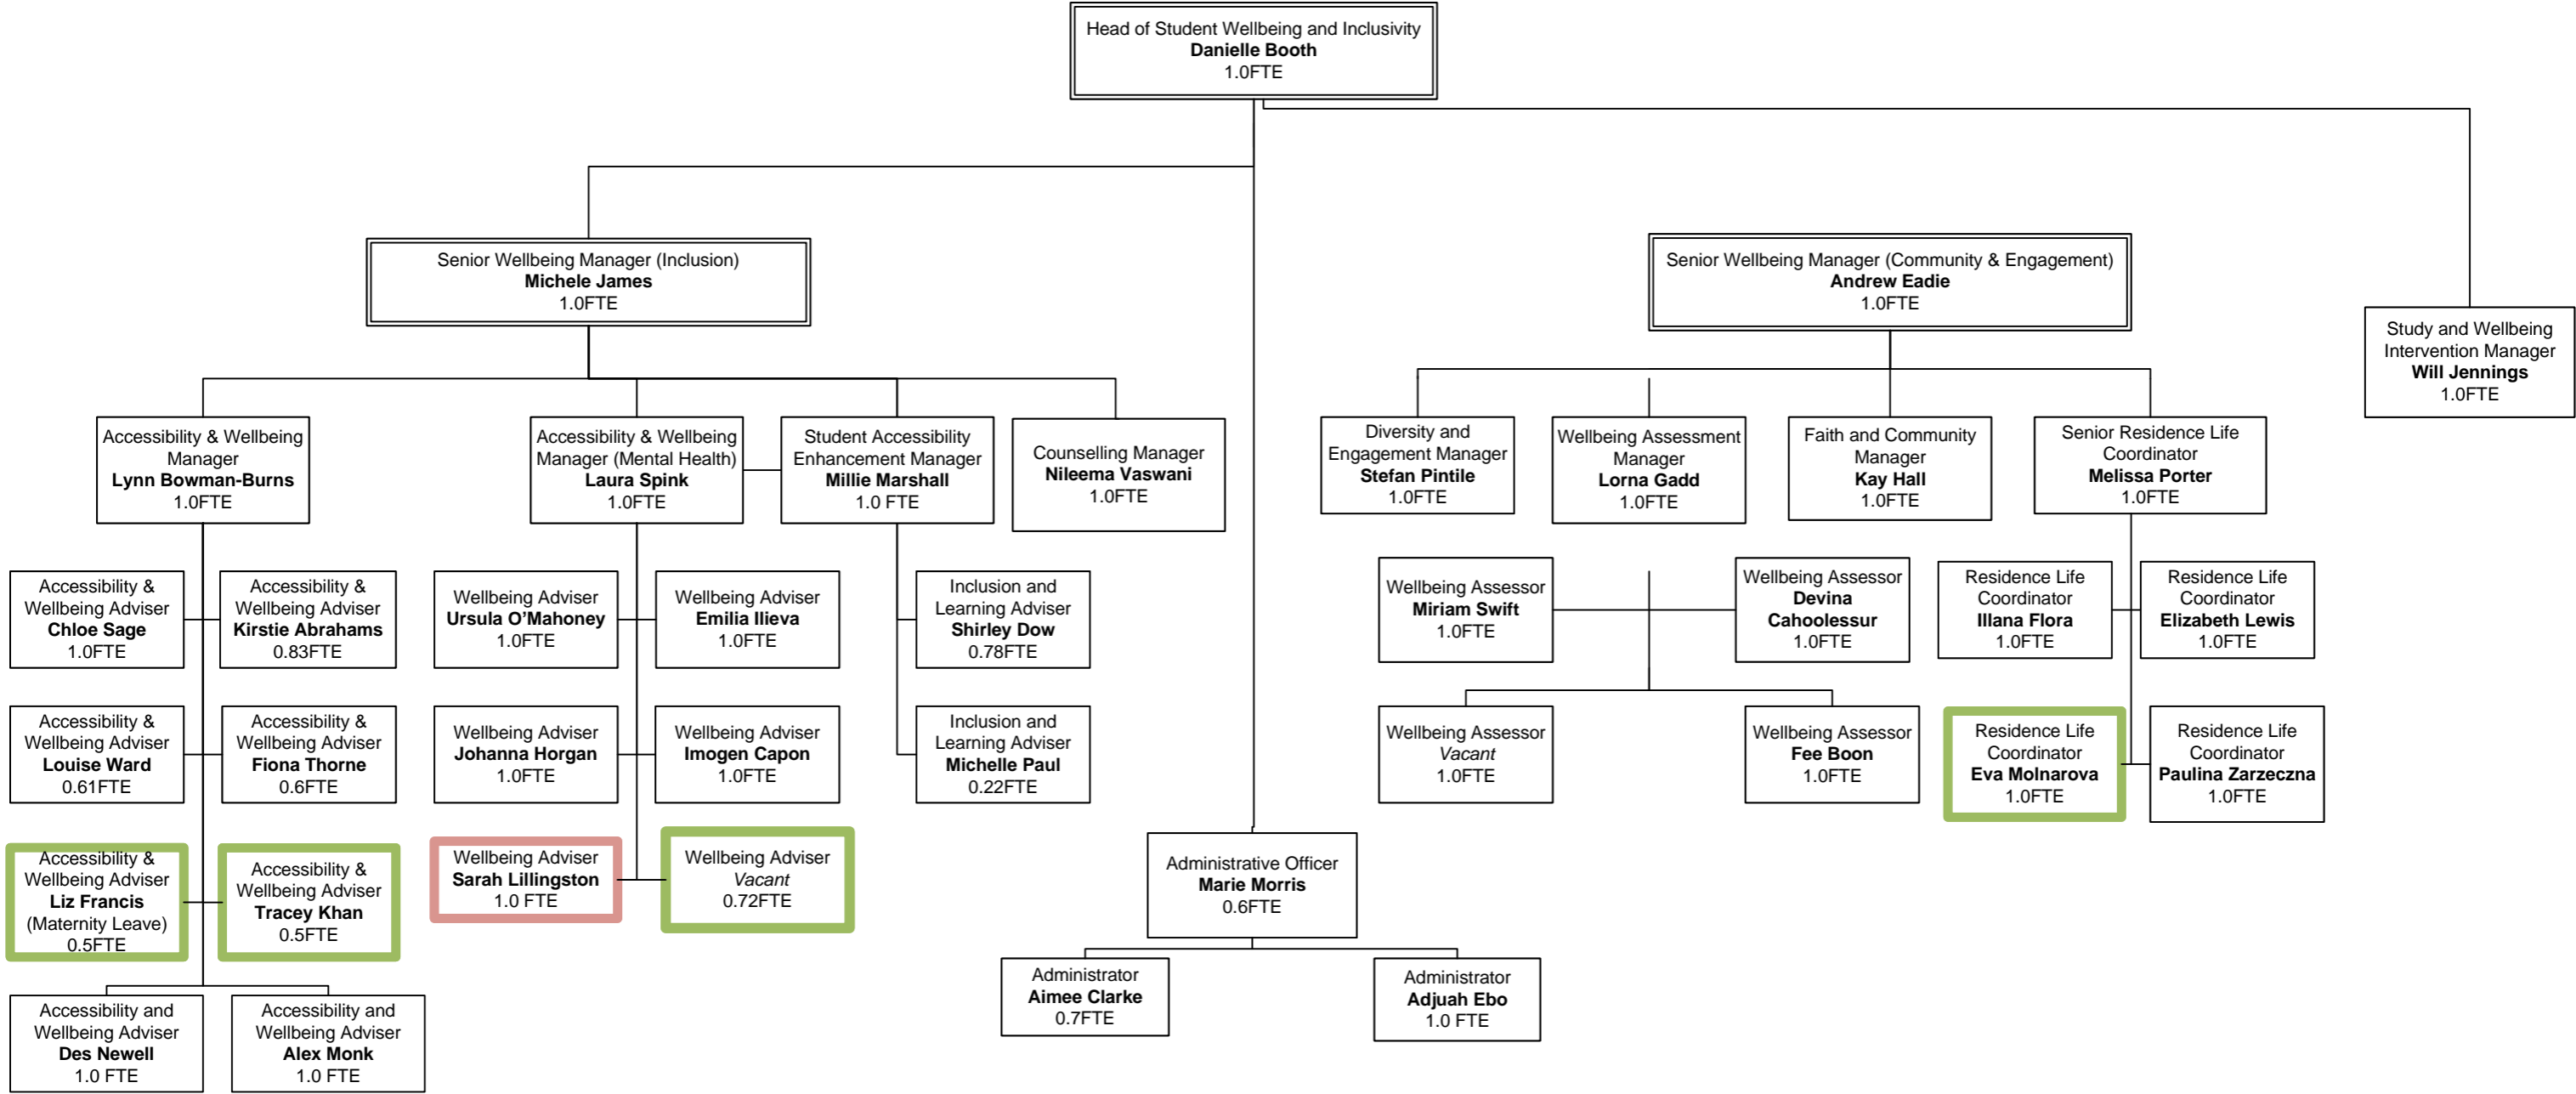 Head of Student Wellbeing and Inclusivity
Danielle Booth
1.0FTE
Senior Wellbeing Manager (Inclusion)
Michele James
1.0FTE
Senior Wellbeing Manager (Community & Engagement)
Andrew Eadie
1.0FTE
Study and Wellbeing
Intervention Manager
Will Jennings
1.0FTE
Accessibility & Wellbeing
Manager
Lynn Bowman-Burns
1.0FTE
Accessibility & Wellbeing
Manager (Mental Health)
Laura Spink
1.0FTE
Student Accessibility
Enhancement Manager
Millie Marshall
1.0 FTE
Counselling Manager
Nileema Vaswani
1.0FTE
Diversity and
Engagement Manager
Stefan Pintile
1.0FTE
Wellbeing Assessment
Manager
Lorna Gadd
1.0FTE
Faith and Community
Manager
Kay Hall
1.0FTE
Senior Residence Life
Coordinator
Melissa Porter
1.0FTE
Accessibility &
Wellbeing Adviser
Chloe Sage
1.0FTE
Accessibility &
Wellbeing Adviser
Kirstie Abrahams
0.83FTE
Wellbeing Adviser
Ursula O’Mahoney
1.0FTE
Wellbeing Adviser
Emilia Ilieva
1.0FTE
Inclusion and
Learning Adviser
Shirley Dow
0.78FTE
Wellbeing Assessor
Miriam Swift
1.0FTE
Wellbeing Assessor
Devina
Cahoolessur
1.0FTE
Residence Life
Coordinator
Illana Flora
1.0FTE
Residence Life
Coordinator
Elizabeth Lewis
1.0FTE
Accessibility &
Wellbeing Adviser
Louise Ward
0.61FTE
Accessibility &
Wellbeing Adviser
Fiona Thorne
0.6FTE
Wellbeing Adviser
Johanna Horgan
1.0FTE
Wellbeing Adviser
Imogen Capon
1.0FTE
Inclusion and
Learning Adviser
Michelle Paul
0.22FTE
Wellbeing Assessor
Vacant
1.0FTE
Wellbeing Assessor
Fee Boon
1.0FTE
Residence Life
Coordinator
Eva Molnarova
1.0FTE
Residence Life
Coordinator
Paulina Zarzeczna
1.0FTE
Accessibility &
Wellbeing Adviser
Liz Francis
(Maternity Leave)
0.5FTE
Accessibility &
Wellbeing Adviser
Tracey Khan
0.5FTE
Wellbeing Adviser
Sarah Lillingston
1.0 FTE
Wellbeing Adviser
Vacant
0.72FTE
Administrative Officer
Marie Morris
0.6FTE
Accessibility and
Wellbeing Adviser
Des Newell
1.0 FTE
Accessibility and
Wellbeing Adviser
Alex Monk
1.0 FTE
Administrator
Aimee Clarke
0.7FTE
Administrator
Adjuah Ebo
1.0 FTE